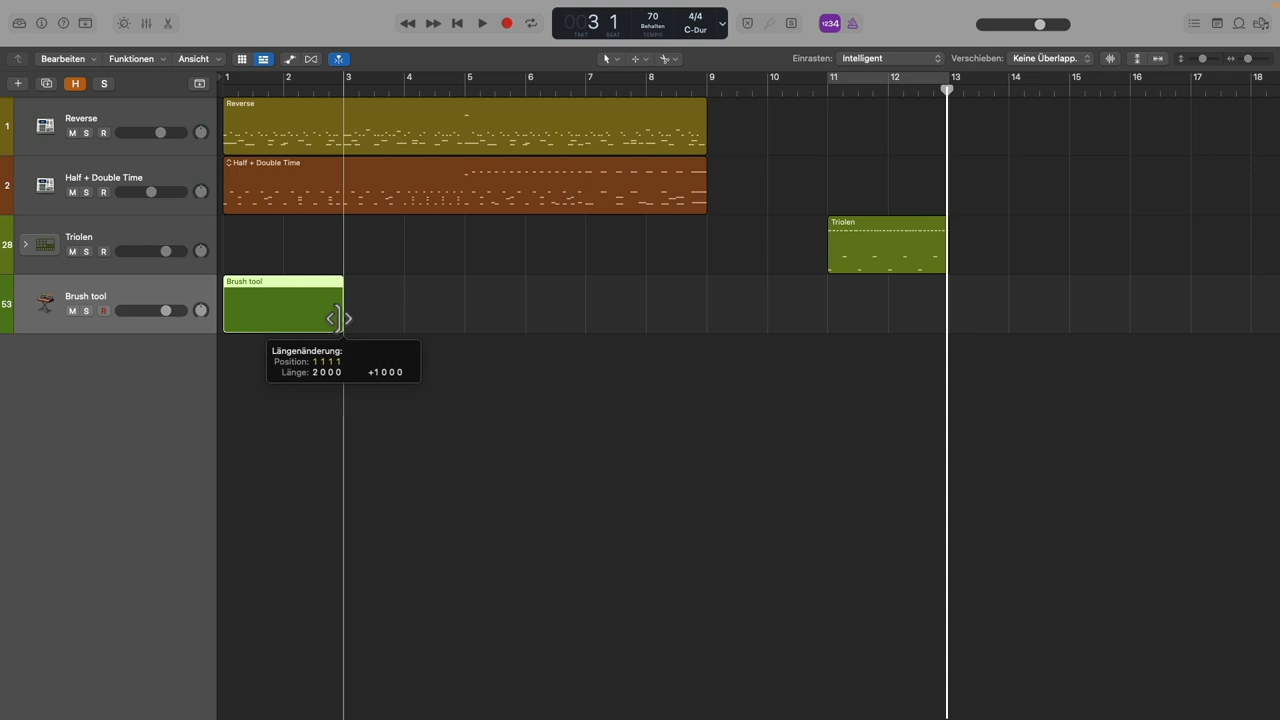 003 1
TAKT BEAT
70
Behalten
TEMPO
4/4
C-Dur
1234
Bearbeiten Funktionen Ansicht Einrasten: Intelligent Verschieben: Keine Überlapp.
H S
1 2 3 4 5 6 7 8 9 10 11 12 13 14 15 16 17 18
1 Reverse
M S R
Reverse
2 Half + Double Time
M S R
Half + Double Time
28 Triolen
M S R
Triolen
53 Brush tool
M S R
Brush tool
Längenänderung:
Position: 1 1 1 1
Länge: 2 0 0 0 +1 0 0 0